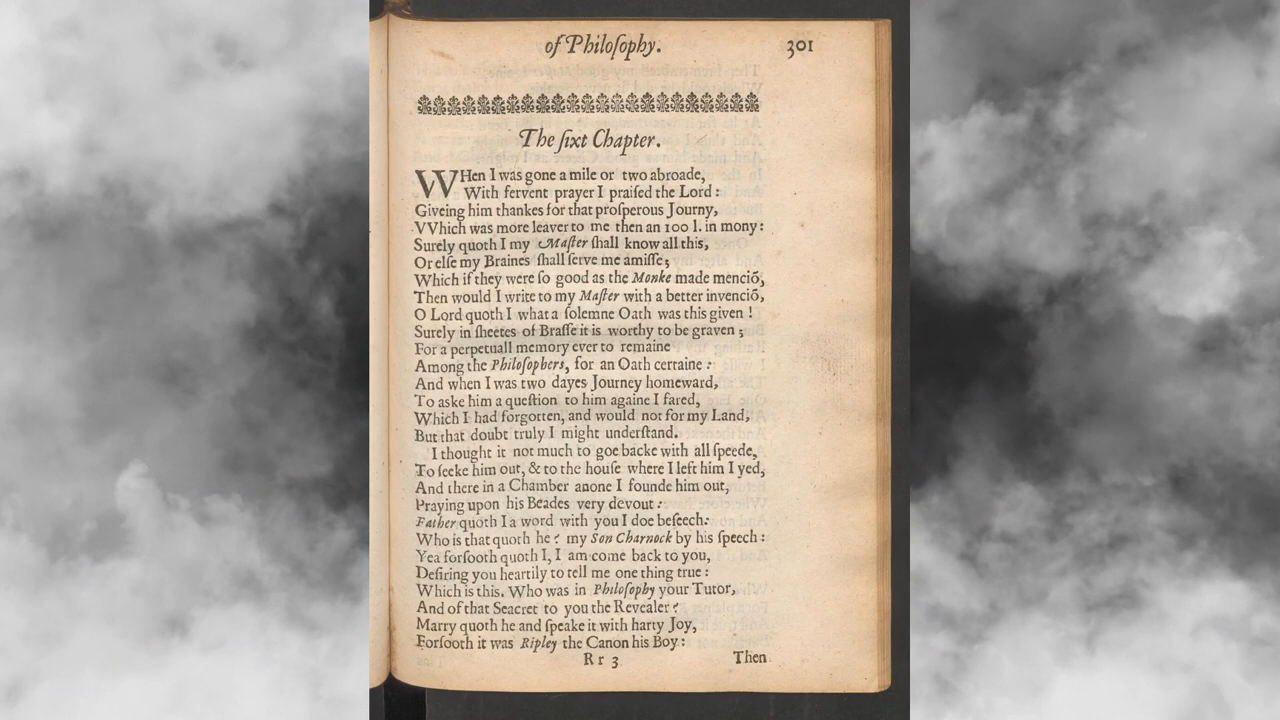 of Philoſophy.
301
The ſixt Chapter.
WHen I was gone a mile or two abroade,
With fervent prayer I praiſed the Lord:
Giveing him thankes for that proſperous Journy,
VVhich was more leaver to me then an 100 l. in mony:
Surely quoth I my Maſter ſhall know all this,
Or elſe my Braines ſhall ſerve me amiſſe;
Which if they were ſo good as the Monke made menciõ,
Then would I write to my Maſter with a better invenciõ,
O Lord quoth I what a ſolemne Oath was this given!
Surely in ſheetes of Braſſe it is worthy to be graven;
For a perpetuall memory ever to remaine
Among the Philoſophers, for an Oath certaine:
And when I was two dayes Journey homeward,
To aske him a queſtion to him againe I fared,
Which I had forgotten, and would not for my Land,
But that doubt truly I might underſtand.
I thought it not much to goe backe with all ſpeede,
To ſeeke him out, & to the houſe where I left him I yed,
And there in a Chamber anone I founde him out,
Praying upon his Beades very devout:
Father quoth I a word with you I doe beſeech:
Who is that quoth he? my Son Charnock by his ſpeech:
Yea forſooth quoth I, I am come back to you,
Deſiring you heartily to tell me one thing true:
Which is this. Who was in Philoſophy your Tutor,
And of that Seacret to you the Revealer?
Marry quoth he and ſpeake it with harty Joy,
Forſooth it was Ripley the Canon his Boy:
Rr 3
Then